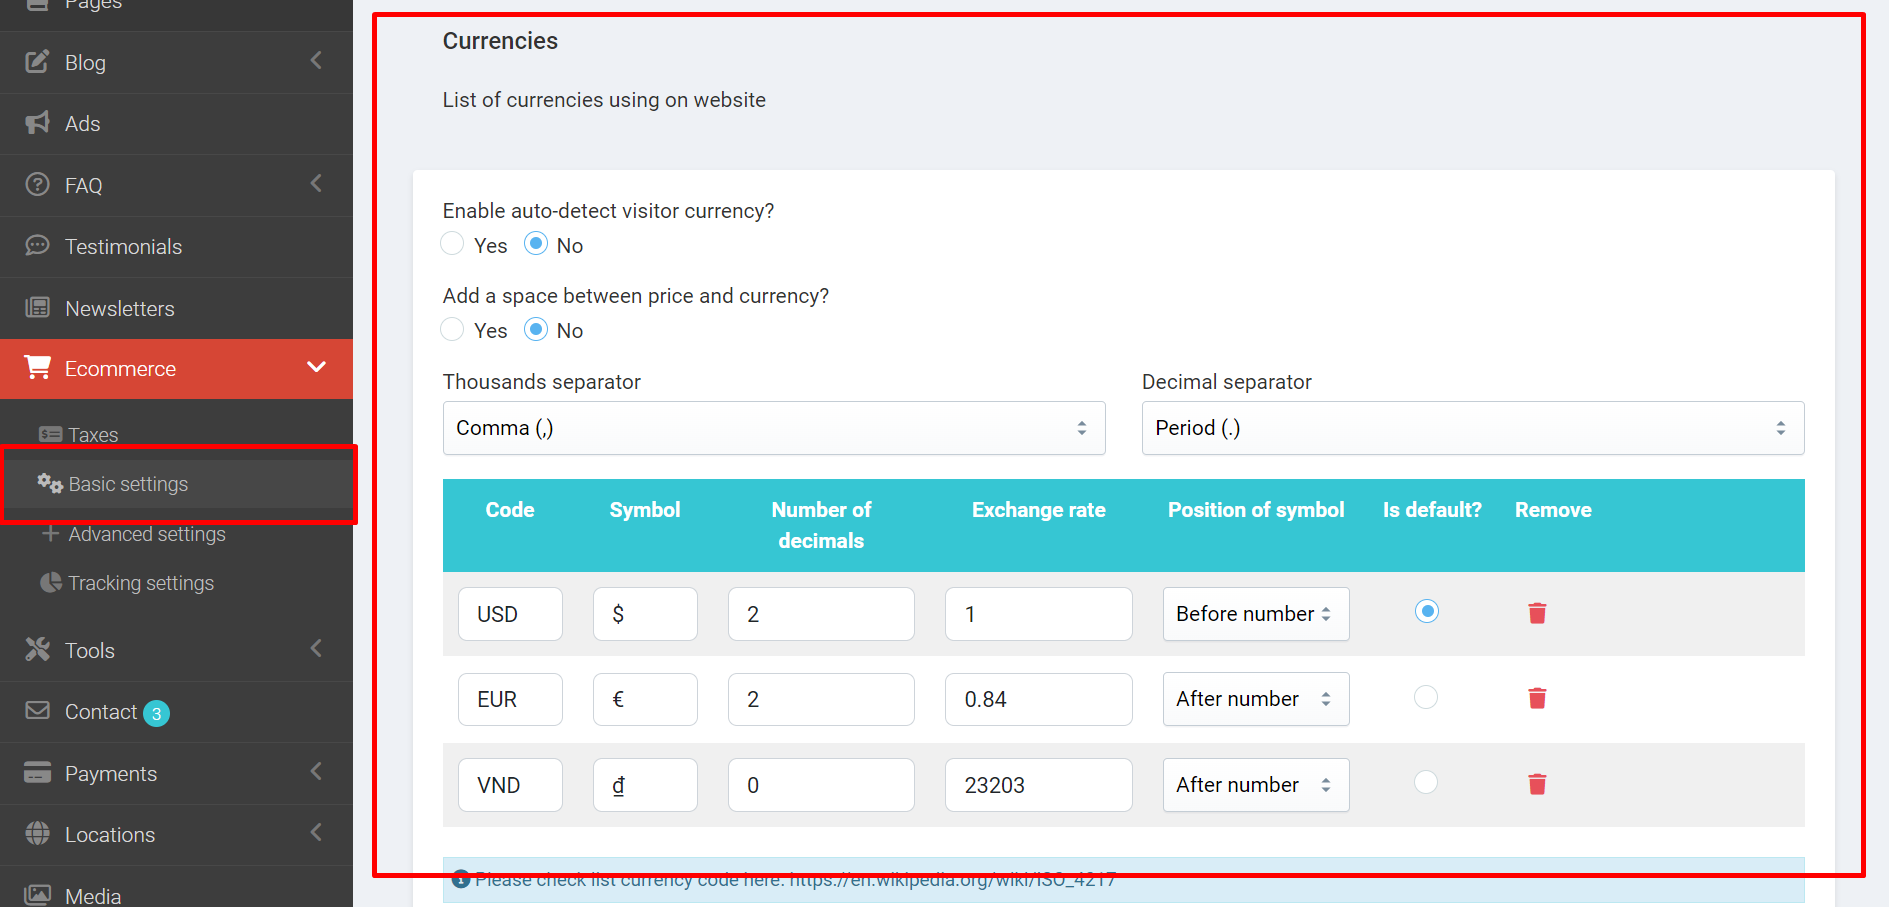 Pages
Blog
Ads
FAQ
Testimonials
Newsletters
Ecommerce
Taxes
Basic settings
Advanced settings
Tracking settings
Tools
Contact 3
Payments
Locations
Media
Currencies
List of currencies using on website
Enable auto-detect visitor currency?
Yes No
Add a space between price and currency?
Yes No
Thousands separator Decimal separator
Comma (,) Period (.)
Code Symbol Number of decimals Exchange rate Position of symbol Is default? Remove
USD $ 2 1 Before number
EUR € 2 0.84 After number
VND ₫ 0 23203 After number
Please check list currency code here: https://en.wikipedia.org/wiki/ISO_4217